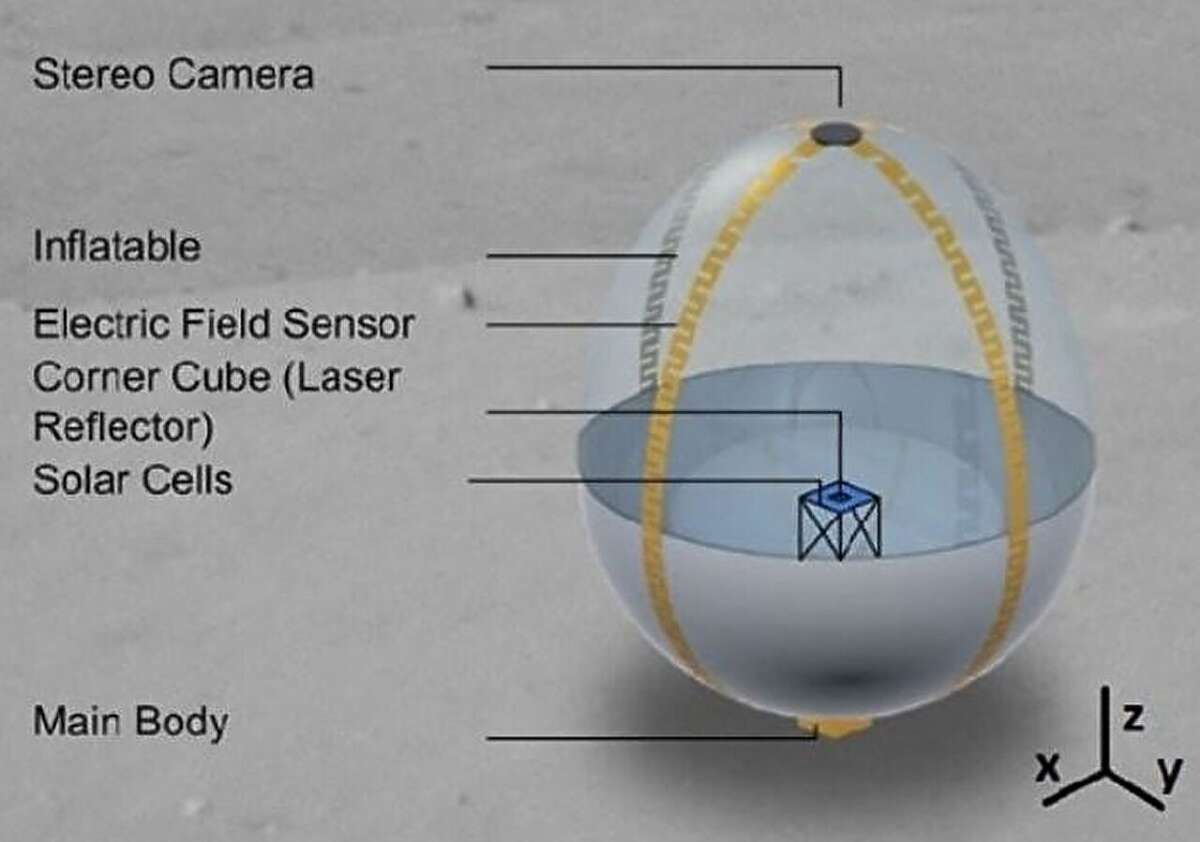 Stereo Camera
Inflatable
Electric Field Sensor
Corner Cube (Laser
Reflector)
Solar Cells
Main Body
z
x
y